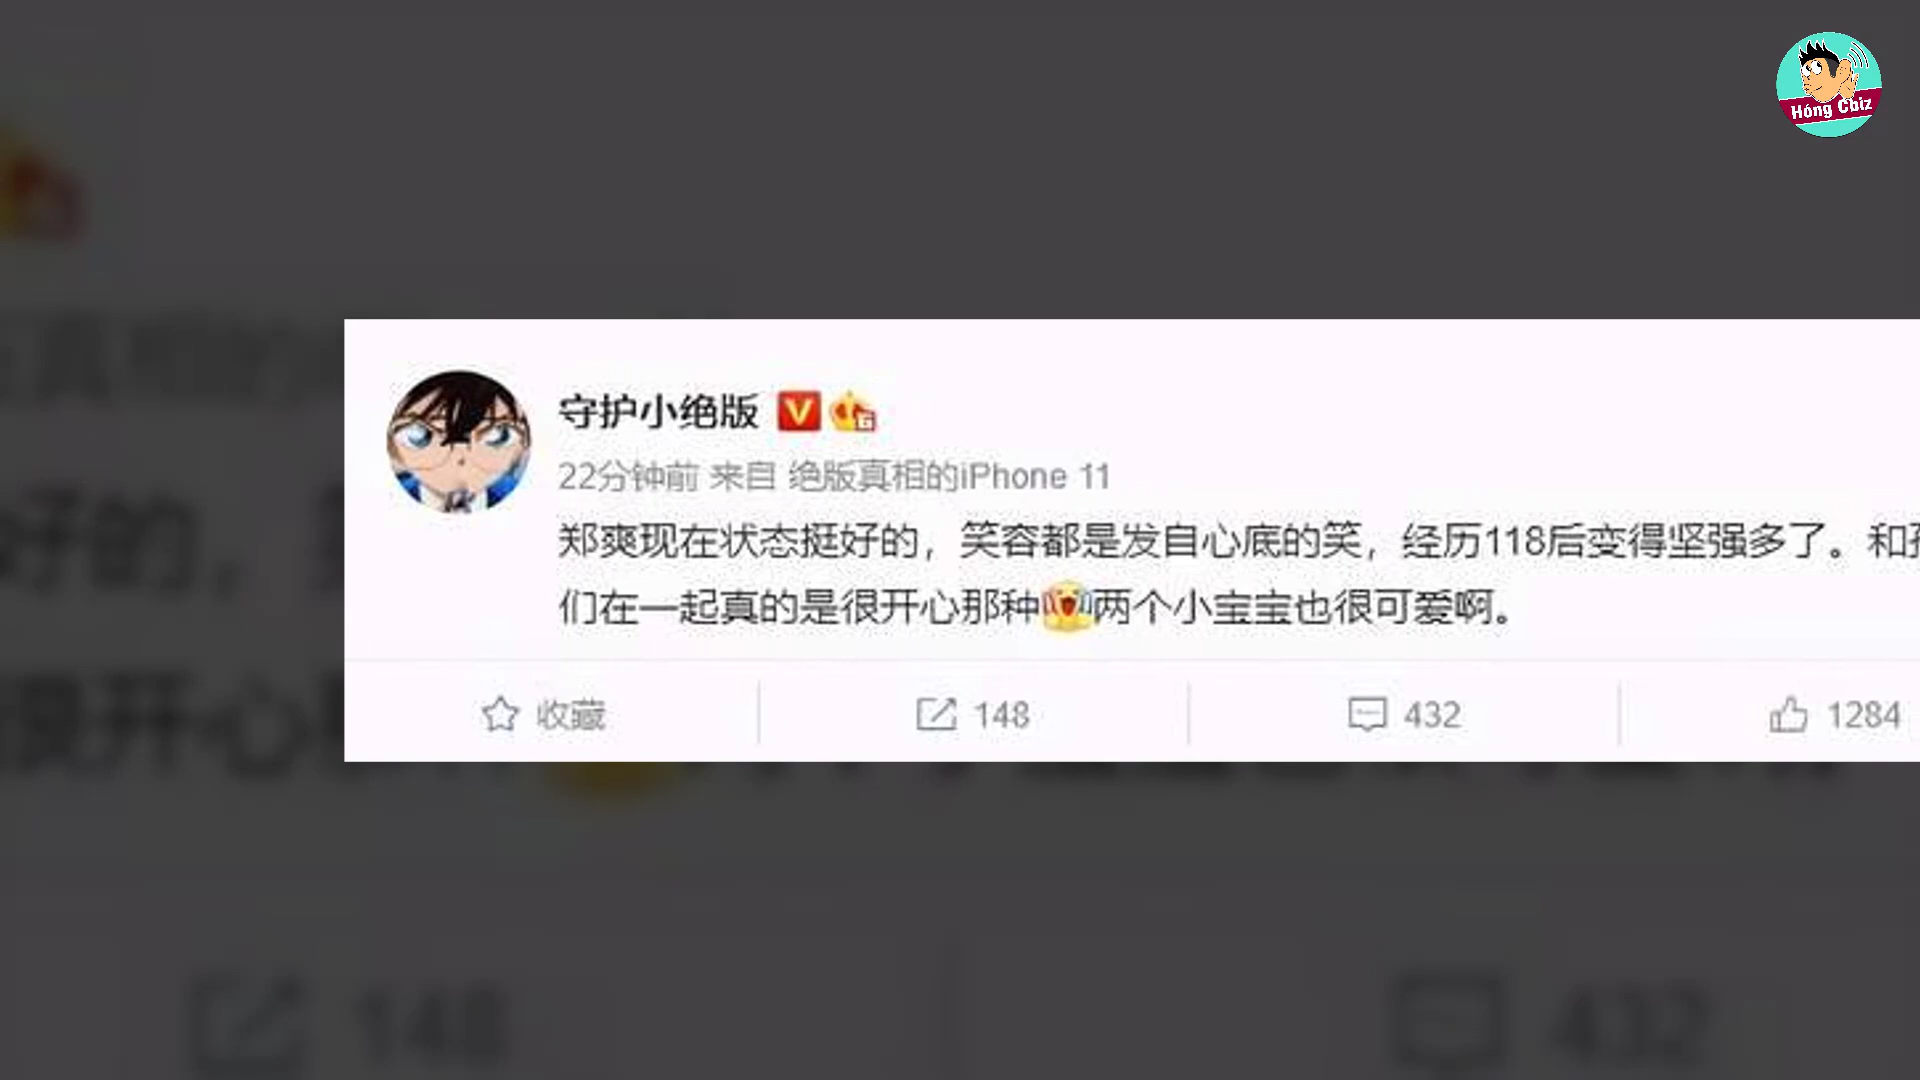 Hóng Cbiz
守护小绝版
22分钟前 来自 绝版真相的iPhone 11
郑爽现在状态挺好的，笑容都是发自心底的笑，经历118后变得坚强多了。和
们在一起真的是很开心那种两个小宝宝也很可爱啊。
收藏 148 432 1284